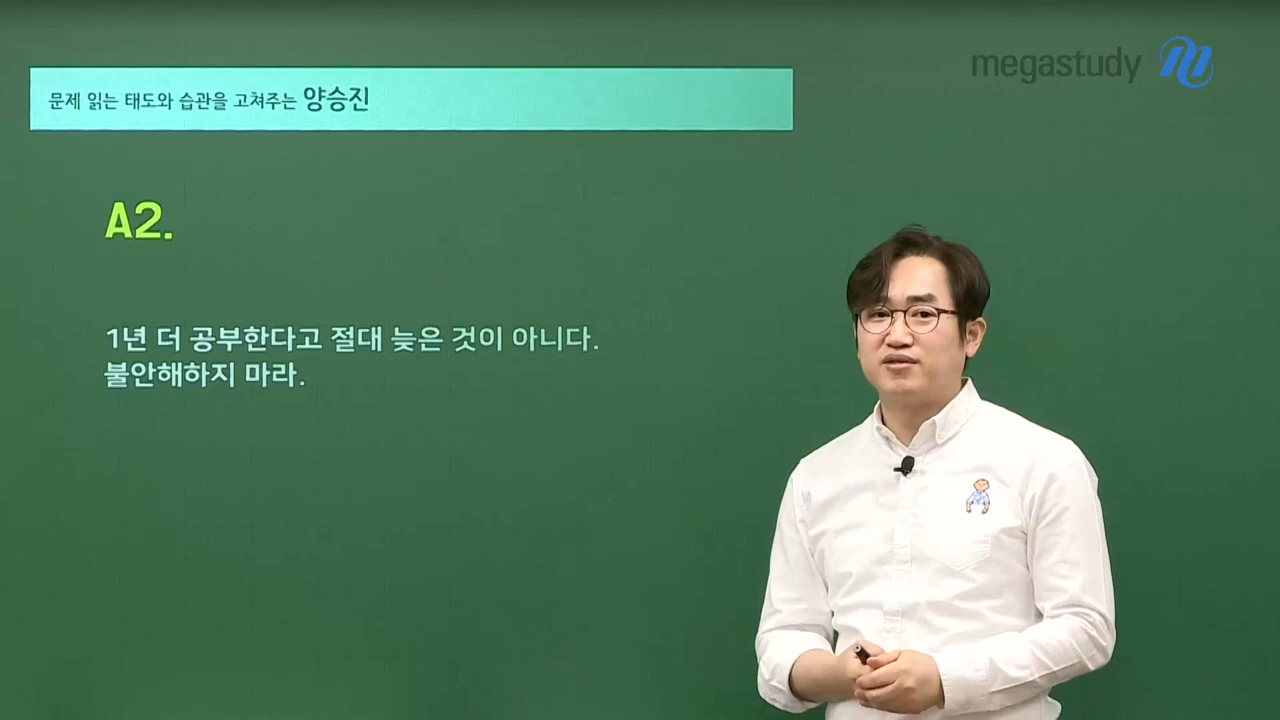 megastudy
문제 읽는 태도와 습관을 고쳐주는 양승진
A2.
1년 더 공부한다고 절대 늦은 것이 아니다.
불안해하지 마라.